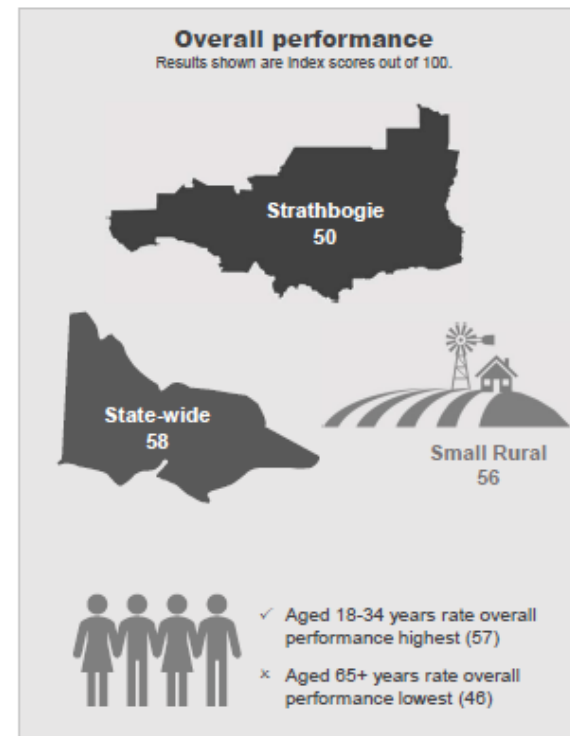 Overall performance
Results shown are index scores out of 100.
Strathbogie
50
State-wide
58
Small Rural
56
✓ Aged 18-34 years rate overall
performance highest (57)
× Aged 65+ years rate overall
performance lowest (46)